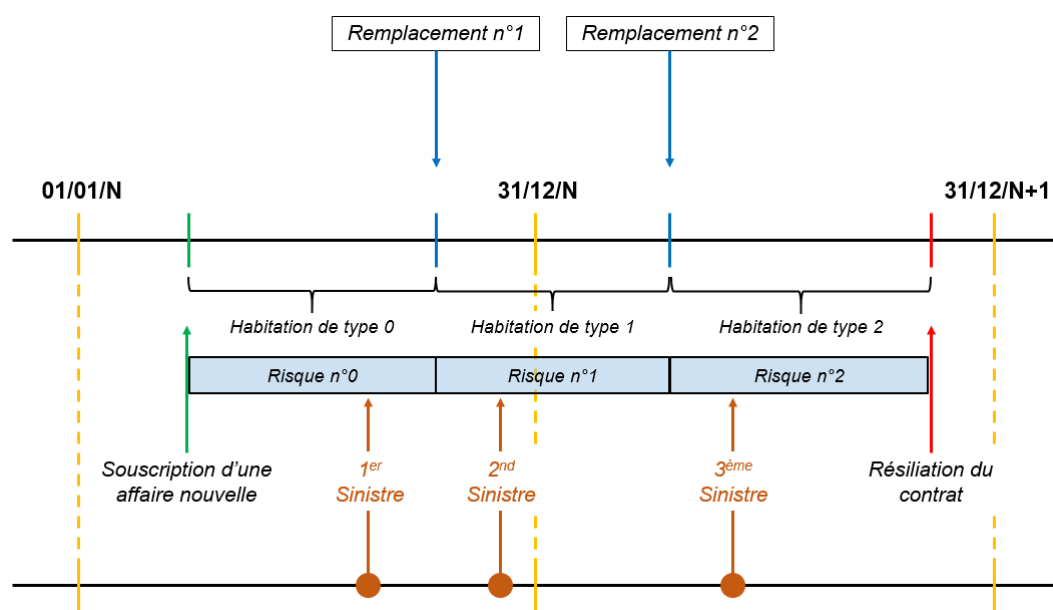 Remplacement n°1
Remplacement n°2
01/01/N
31/12/N
31/12/N+1
Habitation de type 0
Habitation de type 1
Habitation de type 2
Risque n°0
Risque n°1
Risque n°2
Souscription d’une
affaire nouvelle
1er
Sinistre
2nd
Sinistre
3ème
Sinistre
Résiliation du
contrat